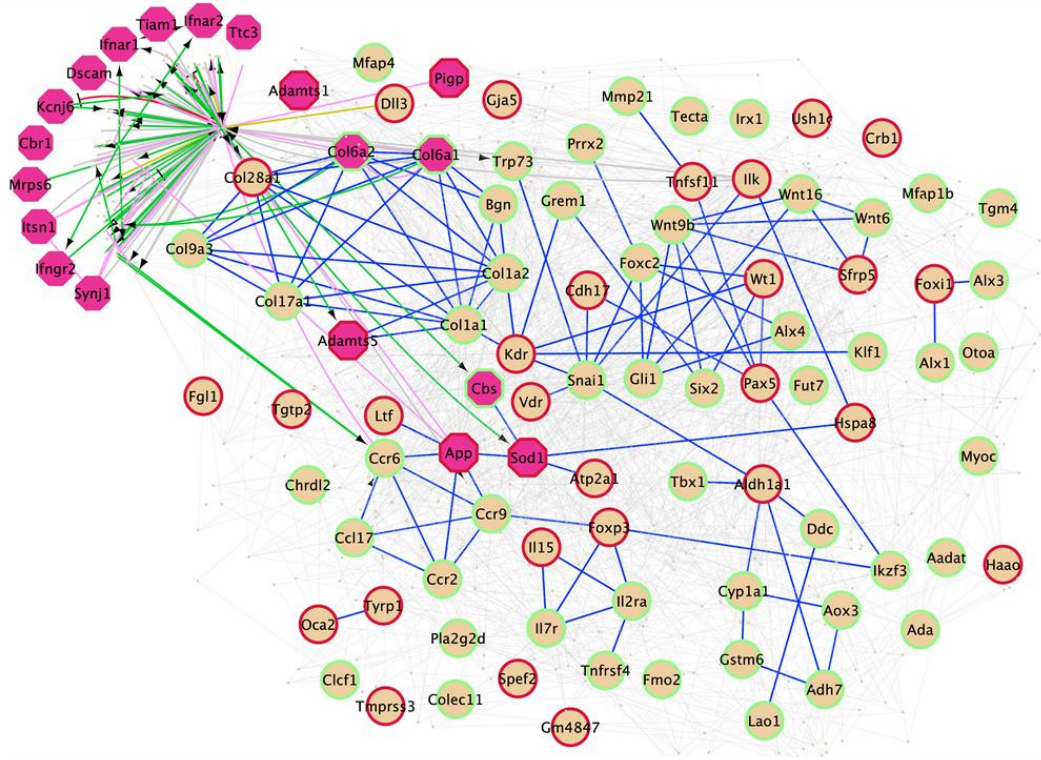 Tiam1
Ifnar2
Ttc3
Ifnar1
Dscam
Mfap4
Pigp
Adamts1
Kcnj6
Dll3
Gja5
Mmp21
Tecta
Irx1
Ush1c
Crb1
Cbr1
Col6a2
Col6a1
Trp73
Prrx2
Mrps6
Col28a1
Tnfsf11
Ilk
Wnt16
Mfap1b
Tgm4
Bgn
Grem1
Itsn1
Wnt9b
Wnt6
Col9a3
Ifngr2
Foxc2
Col1a2
Synj1
Cdh17
Wt1
Sfrp5
Foxi1
Alx3
Col17a1
Col1a1
Alx4
Adamts5
Kdr
Klf1
Alx1
Otoa
Cbs
Snai1
Gli1
Six2
Pax5
Fut7
Fgl1
Tgtp2
Ltf
Vdr
Hspa8
Ccr6
App
Sod1
Myoc
Chrdl2
Atp2a1
Tbx1
Aldh1a1
Ccr9
Foxp3
Ddc
Ccl17
Il15
Aadat
Haao
Ccr2
Ikzf3
Cyp1a1
Tyrp1
Il2ra
Aox3
Oca2
Il7r
Ada
Pla2g2d
Gstm6
Clcf1
Spef2
Tnfrsf4
Fmo2
Adh7
Tmprss3
Colec11
Gm4847
Lao1